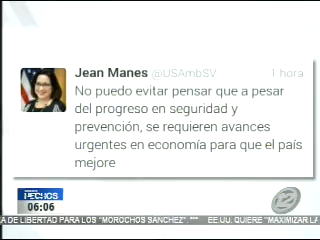 Jean Manes @USAmbSV 1 hora
No puedo evitar pensar que a pesar
del progreso en seguridad y
prevención, se requieren avances
urgentes en economía para que el país
mejore
HECHOS
06:06
12
A DE LIBERTAD PARA LOS "MOROCHOS SÁNCHEZ". *** EE.UU. QUIERE "MAXIMIZAR LA